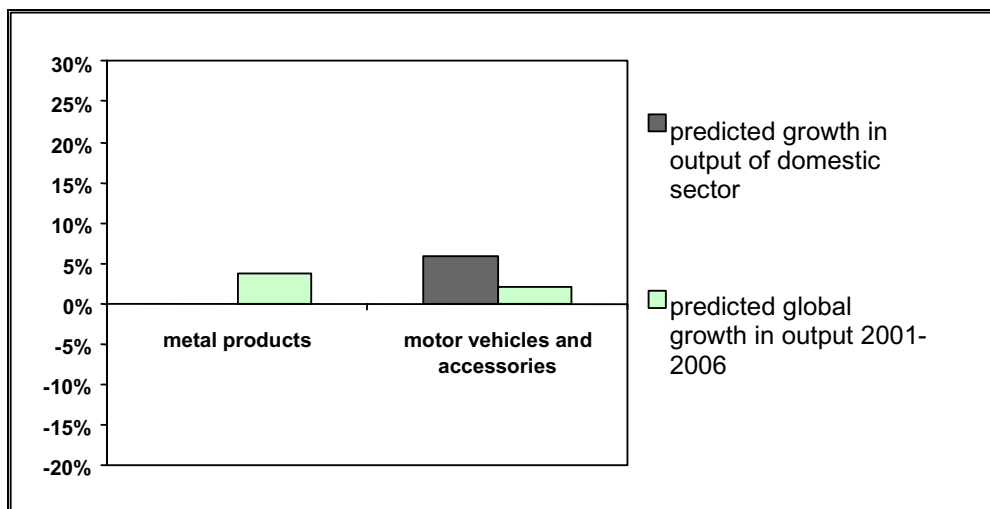 30%
25%
20%
15%
10%
5%
0%
-5%
-10%
-15%
-20%
metal products
motor vehicles and
accessories
predicted growth in
output of domestic
sector
predicted global
growth in output 2001-
2006